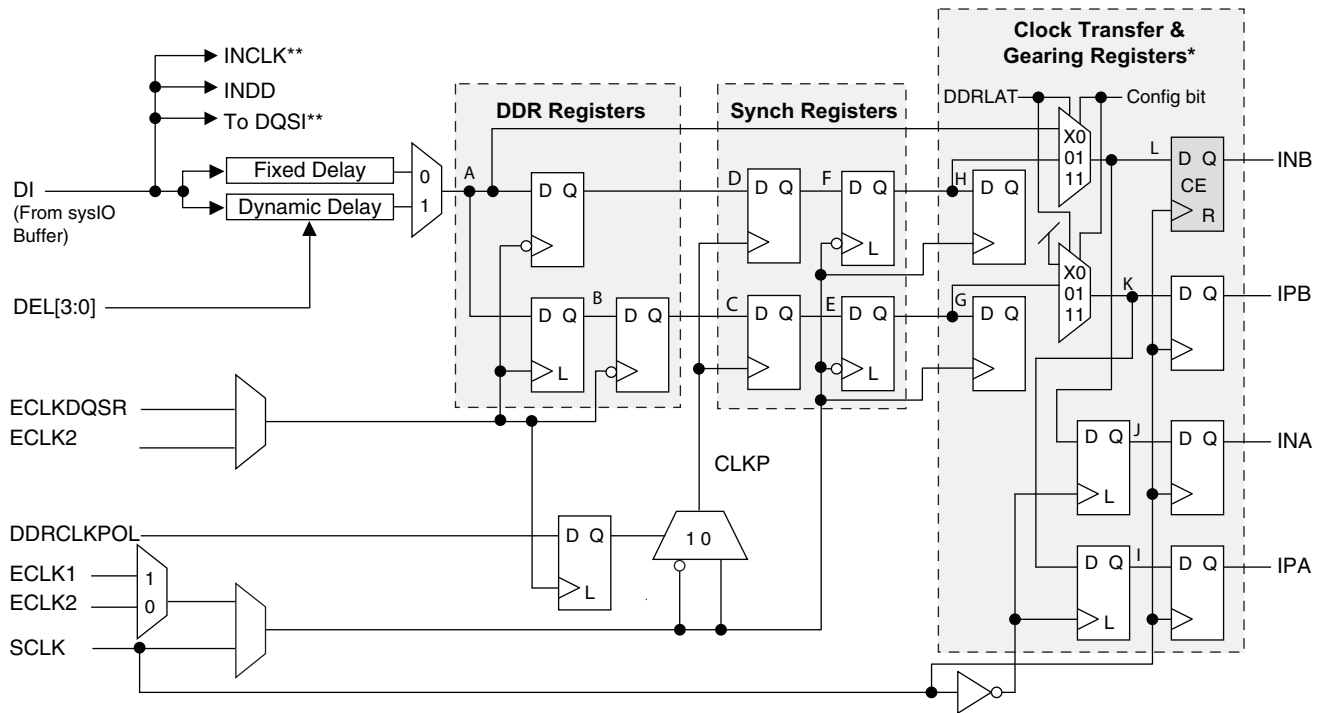 Clock Transfer &
Gearing Registers*
INCLK**
INDD
To DQSI**
DDR Registers
Synch Registers
DDRLAT
Config bit
Fixed Delay
Dynamic Delay
0
1
DI
(From sysIO
Buffer)
A
D Q
D
D Q
F
D Q
L
H
D Q
X0
01
11
L
D Q
CE
R
INB
DEL[3:0]
D Q
L
B
D Q
C
D Q
E
D Q
L
G
D Q
X0
01
11
K
D Q
IPB
ECLKDQSR
ECLK2
CLKP
D Q
L
J
D Q
INA
DDRCLKPOL
D Q
L
1 0
ECLK1
ECLK2
1
0
SCLK
D Q
L
I
D Q
IPA